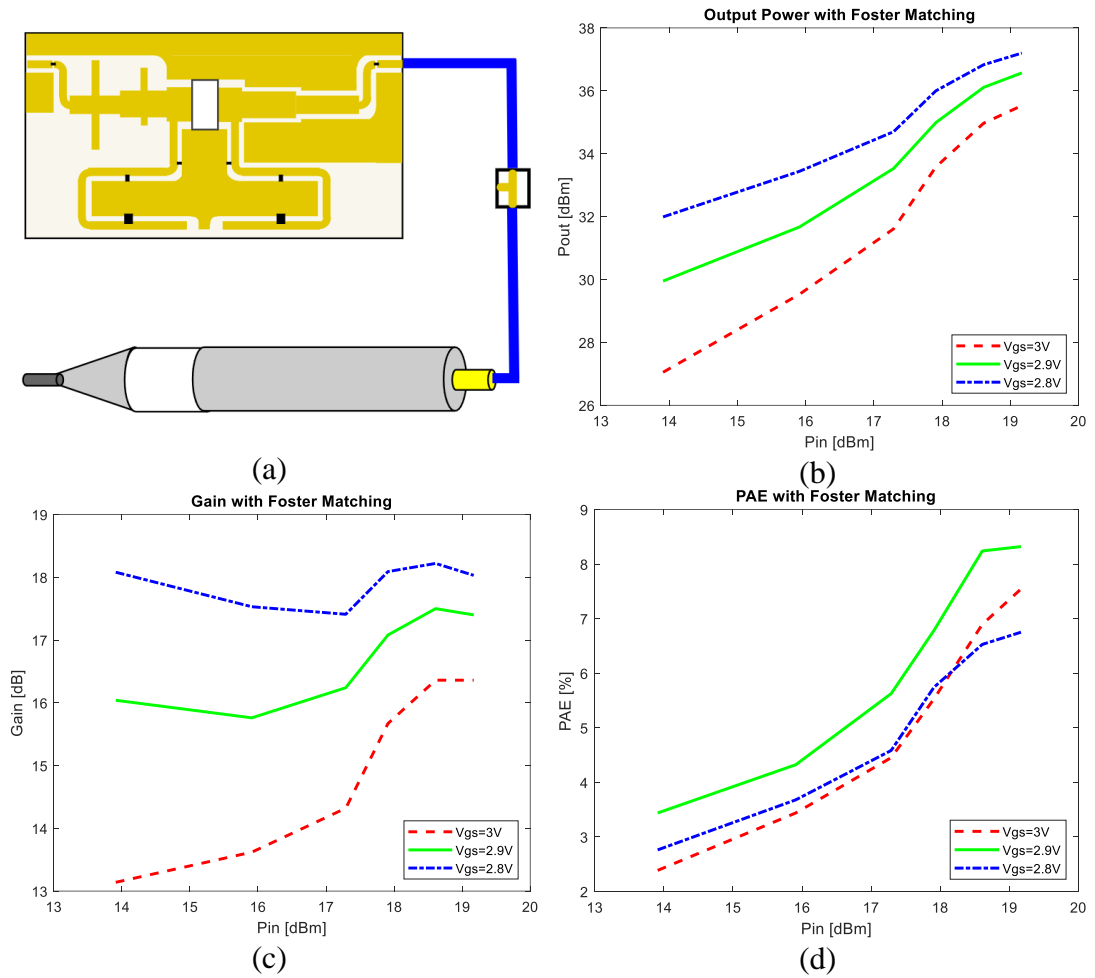 Output Power with Foster Matching
38
36
34
32
30
28
26
Pout [dBm]
13 14 15 16 17 18 19 20
Pin [dBm]
Vgs=3V
Vgs=2.9V
Vgs=2.8V
(a)
(b)
Gain with Foster Matching
19
18
17
16
15
14
13
Gain [dB]
13 14 15 16 17 18 19 20
Pin [dBm]
Vgs=3V
Vgs=2.9V
Vgs=2.8V
(c)
PAE with Foster Matching
9
8
7
6
5
4
3
2
PAE [%]
13 14 15 16 17 18 19 20
Pin [dBm]
Vgs=3V
Vgs=2.9V
Vgs=2.8V
(d)